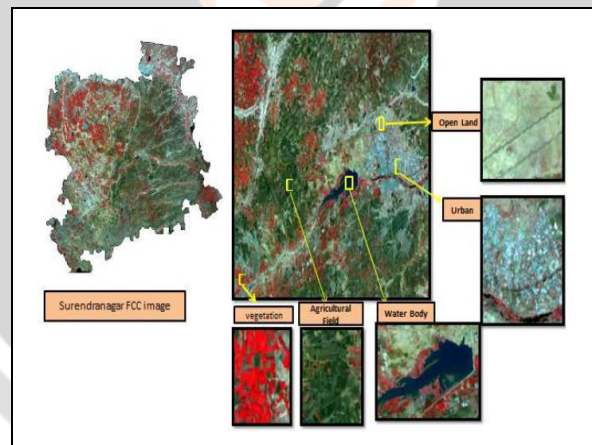 Open Land
Urban
Surendranagar FCC image
vegetation
Agricultural
Field
Water Body